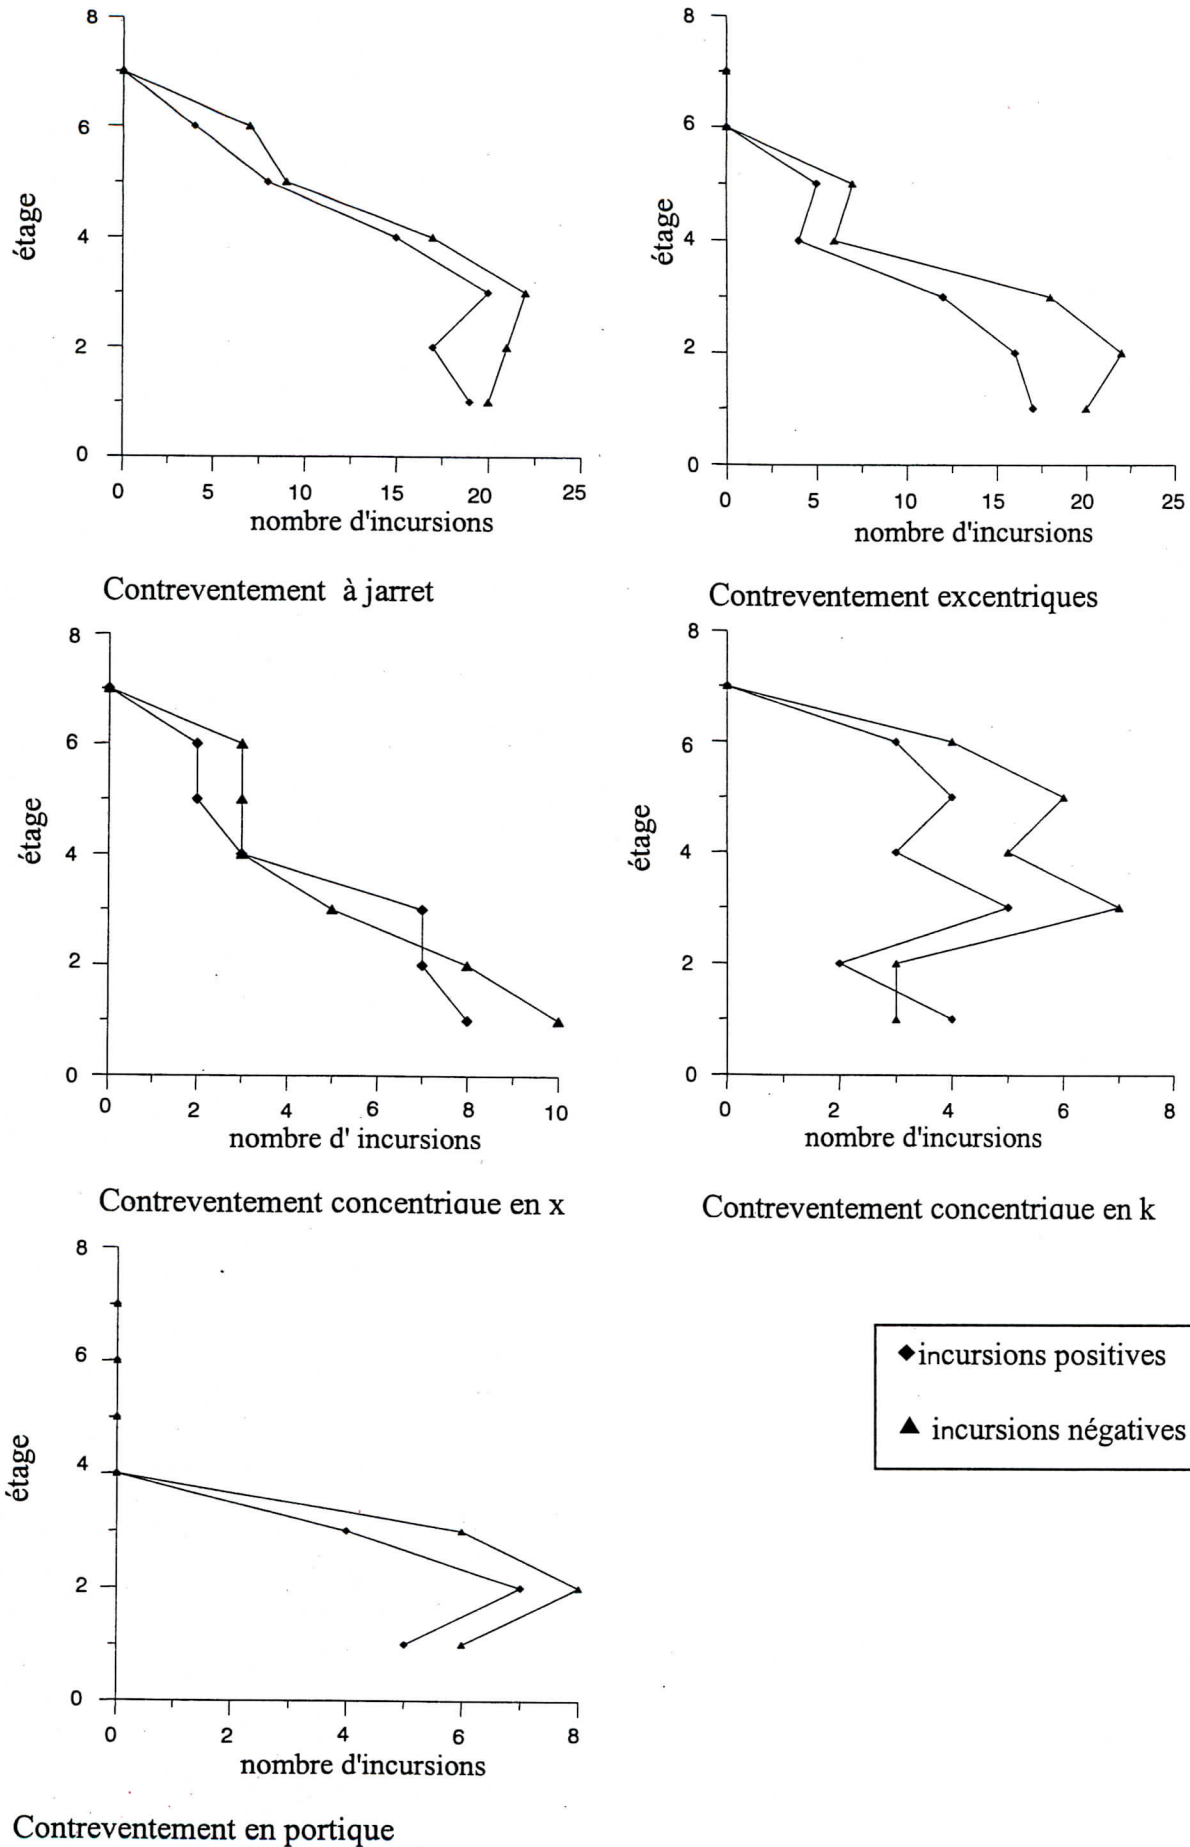 8
6
4
2
0
étage
0 5 10 15 20 25
nombre d'incursions
Contreventement à jarret
8
6
4
2
0
étage
0 5 10 15 20 25
nombre d'incursions
Contreventement excentriques
8
6
4
2
0
étage
0 2 4 6 8 10
nombre d' incursions
Contreventement concentrique en x
8
6
4
2
0
étage
0 2 4 6 8
nombre d'incursions
Contreventement concentrique en k
8
6
4
2
0
étage
0 2 4 6 8
nombre d'incursions
Contreventement en portique
incursions positives
incursions négatives